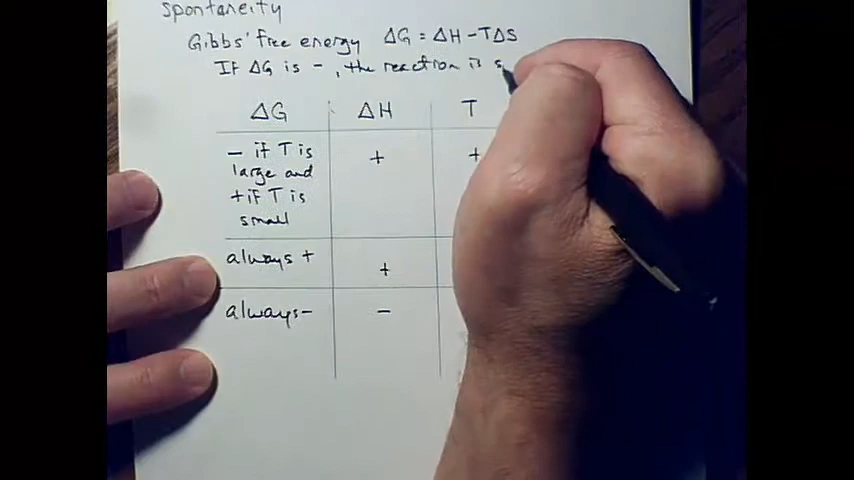 spontaneity
Gibbs' free energy ΔG = ΔH - TΔS
If ΔG is - , the reaction is s
ΔG ΔH T
- if T is + +
large and
+ if T is
small
always + +
always - -